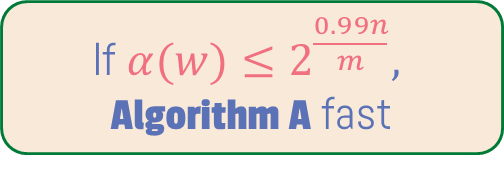 If α(w) ≤ 2^(0.99n/m),
Algorithm A fast